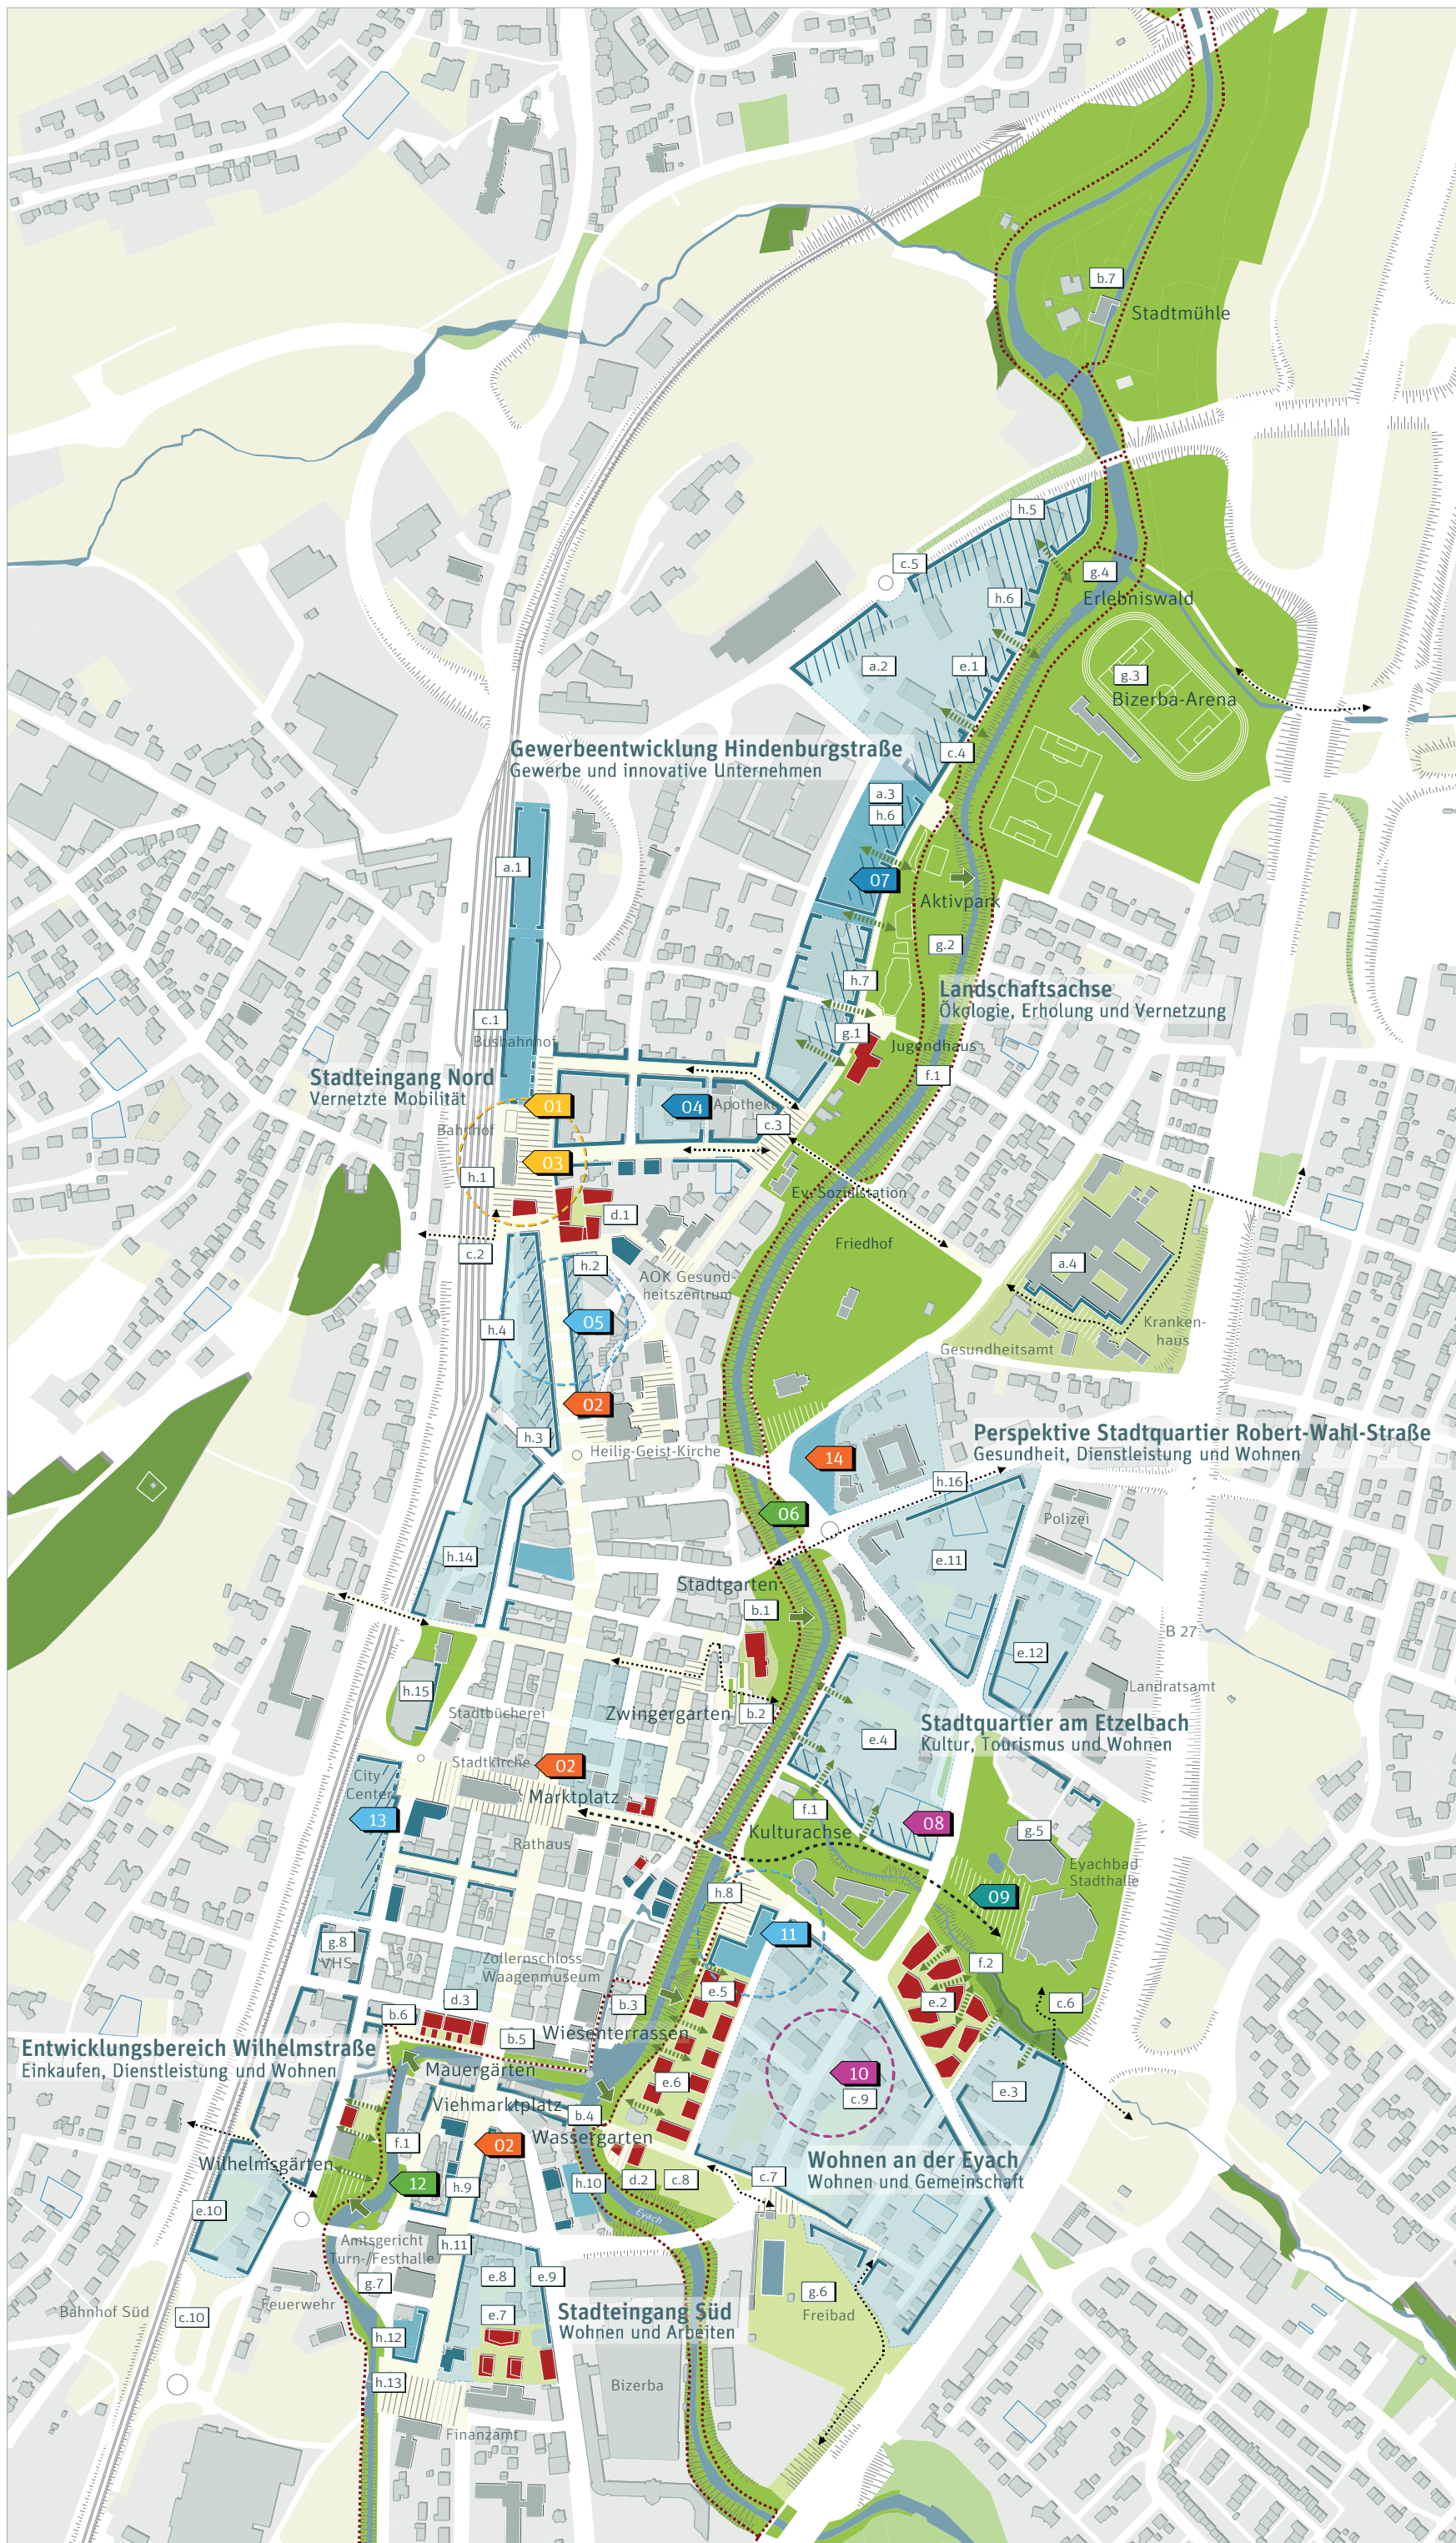 b.7
Stadtmühle
h.5
c.5
g.4
h.6
Erlebniswald
a.2
e.1
g.3
Bizerba-Arena
Gewerbeentwicklung Hindenburgstraße
Gewerbe und innovative Unternehmen
c.4
a.3
h.6
a.1
07
Aktivpark
g.2
h.7
Landschaftsachse
Ökologie, Erholung und Vernetzung
c.1
Busbahnhof
g.1
Jugendhaus
Stadteingang Nord
Vernetzte Mobilität
f.1
01
04
Apotheke
c.3
Bahnhof
03
h.1
Ev. Sozialstation
d.1
c.2
Friedhof
h.2
a.4
AOK Gesund-
heitszentrum
05
h.4
Kranken-
haus
Gesundheitsamt
02
h.3
Heilig-Geist-Kirche
Perspektive Stadtquartier Robert-Wahl-Straße
Gesundheit, Dienstleistung und Wohnen
14
h.16
06
Polizei
h.14
e.11
Stadtgarten
b.1
B 27
e.12
h.15
Landratsamt
Stadtbücherei
Zwingergarten
b.2
Stadtquartier am Etzelbach
Kultur, Tourismus und Wohnen
e.4
Stadtkirche
02
City
Center
Marktplatz
13
f.1
08
Kulturachse
g.5
Rathaus
Eyachbad
Stadthalle
h.8
09
11
g.8
VHS
Zollernschloss
Waagenmuseum
f.2
e.5
d.3
b.3
e.2
c.6
b.6
b.5
Wiesenterrassen
Entwicklungsbereich Wilhelmstraße
Einkaufen, Dienstleistung und Wohnen
Mauergärten
10
e.6
e.3
c.9
Viehmarktplatz
b.4
Wassergarten
f.1
02
Wohnen an der Eyach
Wohnen und Gemeinschaft
Wilhelmsgärten
12
h.9
h.10
d.2
c.8
c.7
e.10
Eyach
Amtsgericht
h.11
Turn-/Festhalle
g.7
e.8
e.9
g.6
Feuerwehr
Bahnhof Süd
c.10
e.7
Stadteingang Süd
Wohnen und Arbeiten
Freibad
h.12
h.13
Bizerba
Finanzamt